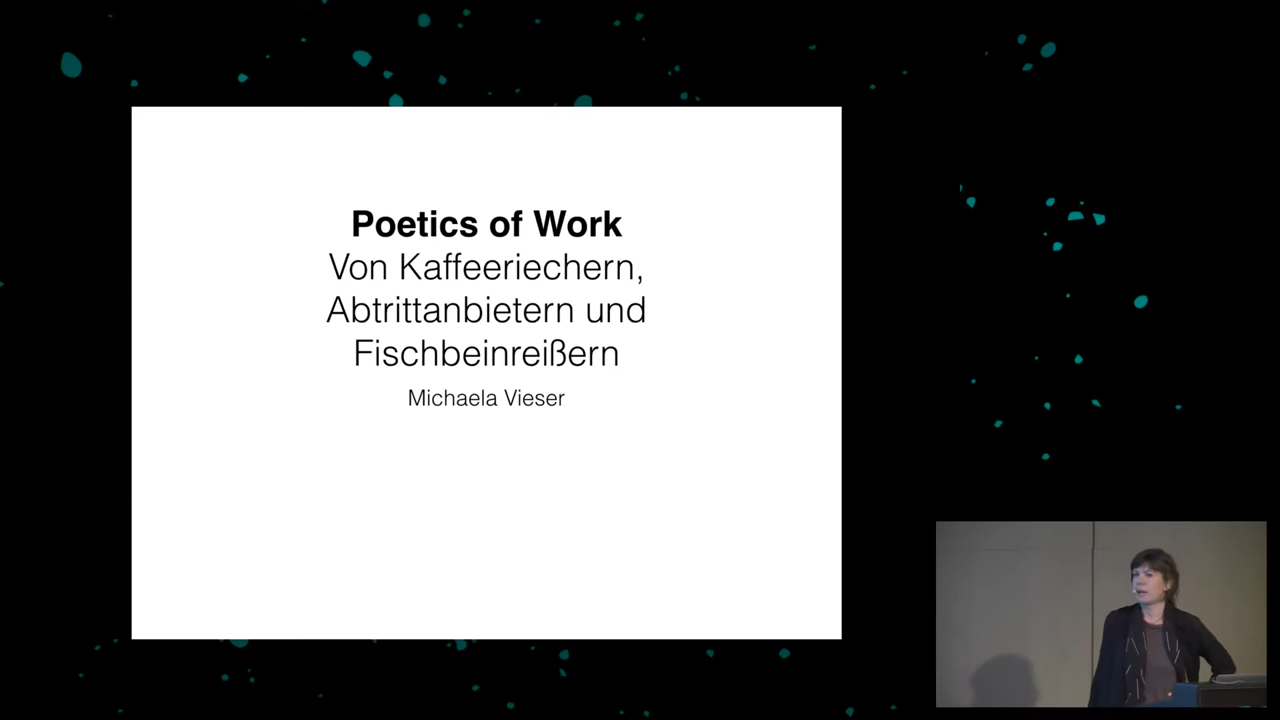 Poetics of Work
Von Kaffeeriechern,
Abtrittanbietern und
Fischbeinreißern
Michaela Vieser